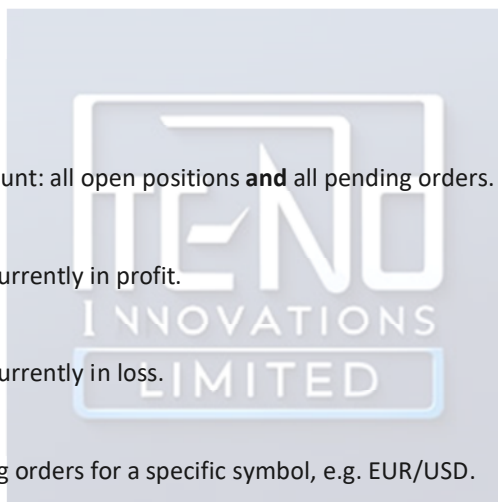 unt: all open positions and all pending orders.
urrently in profit.
INNOVATIONS
urrently in loss.
LIMITED
g orders for a specific symbol, e.g. EUR/USD.